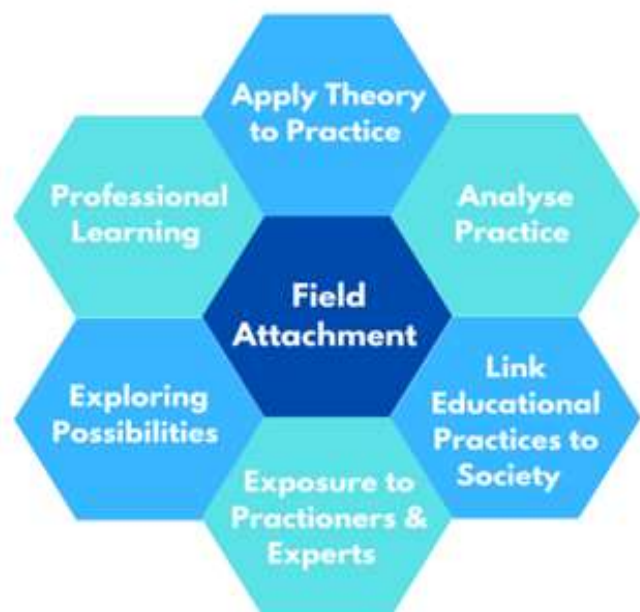 Apply Theory
to Practice
Professional
Learning
Analyse
Practice
Field
Attachment
Exploring
Possibilities
Link
Educational
Practices to
Society
Exposure to
Practioners &
Experts